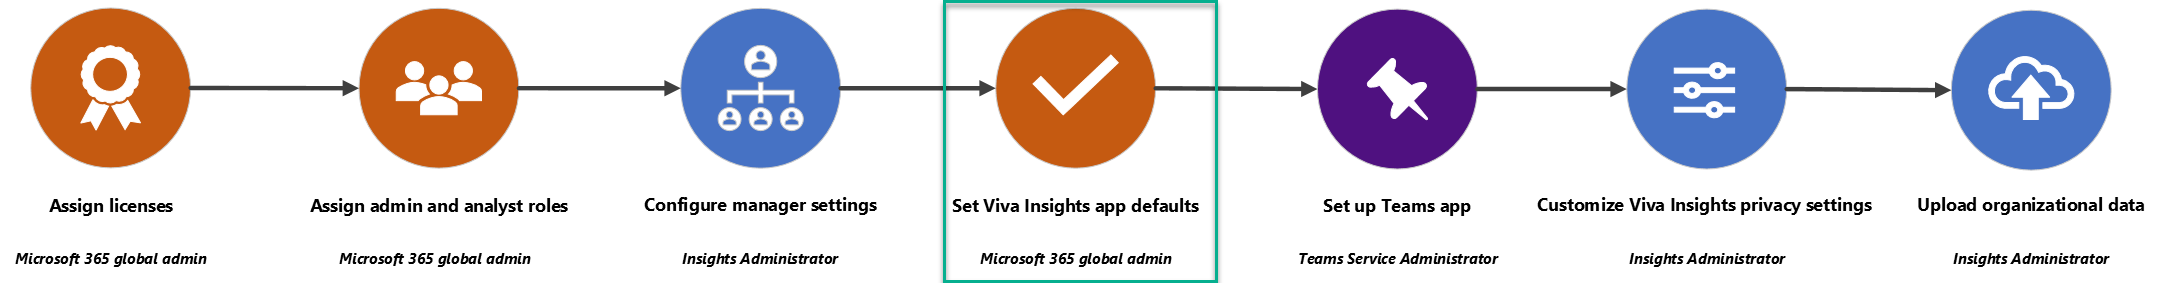 Assign licenses
Microsoft 365 global admin
Assign admin and analyst roles
Microsoft 365 global admin
Configure manager settings
Insights Administrator
Set Viva Insights app defaults
Microsoft 365 global admin
Set up Teams app
Teams Service Administrator
Customize Viva Insights privacy settings
Insights Administrator
Upload organizational data
Insights Administrator